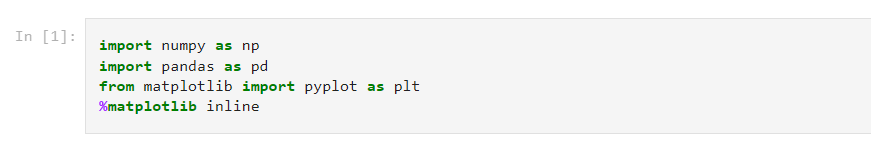 In [1]:
import numpy as np
import pandas as pd
from matplotlib import pyplot as plt
%matplotlib inline